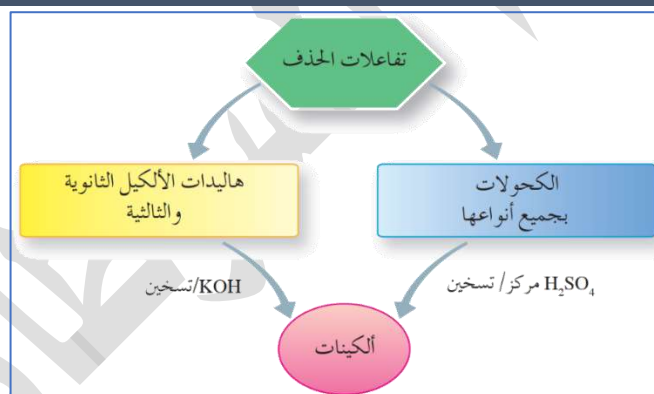 تفاعلات الحذف
الكحولات
بجميع أنواعها
هاليدات الألكيل الثانوية
والثالثية
H₂SO₄ مركز/ تسخين
KOH/تسخين
ألكينات